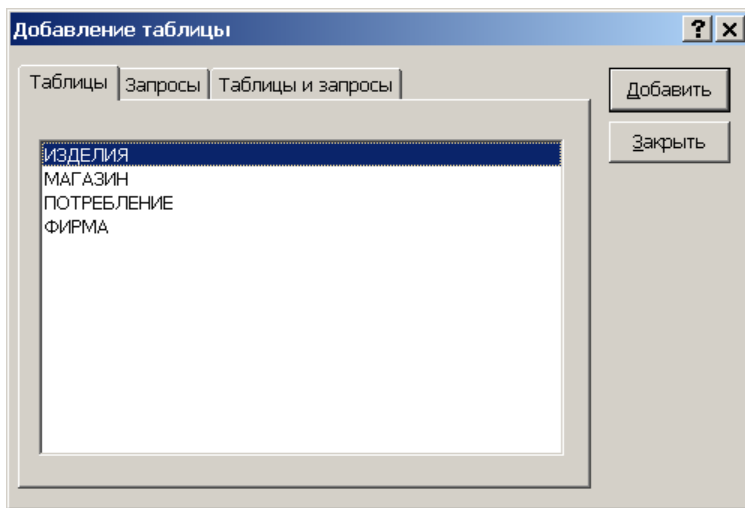 Добавление таблицы
Таблицы Запросы Таблицы и запросы
Добавить
Закрыть
ИЗДЕЛИЯ
МАГАЗИН
ПОТРЕБЛЕНИЕ
ФИРМА